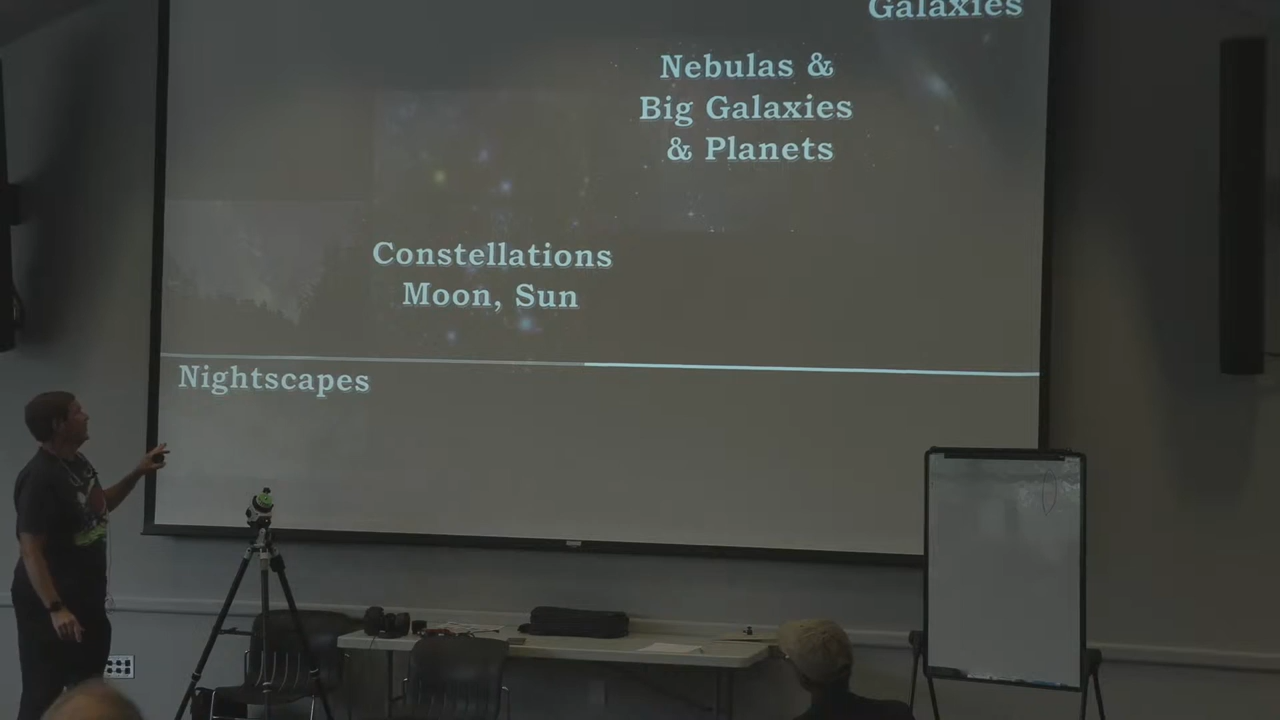 Galaxies
Nebulas &
Big Galaxies
& Planets
Constellations
Moon, Sun
Nightscapes